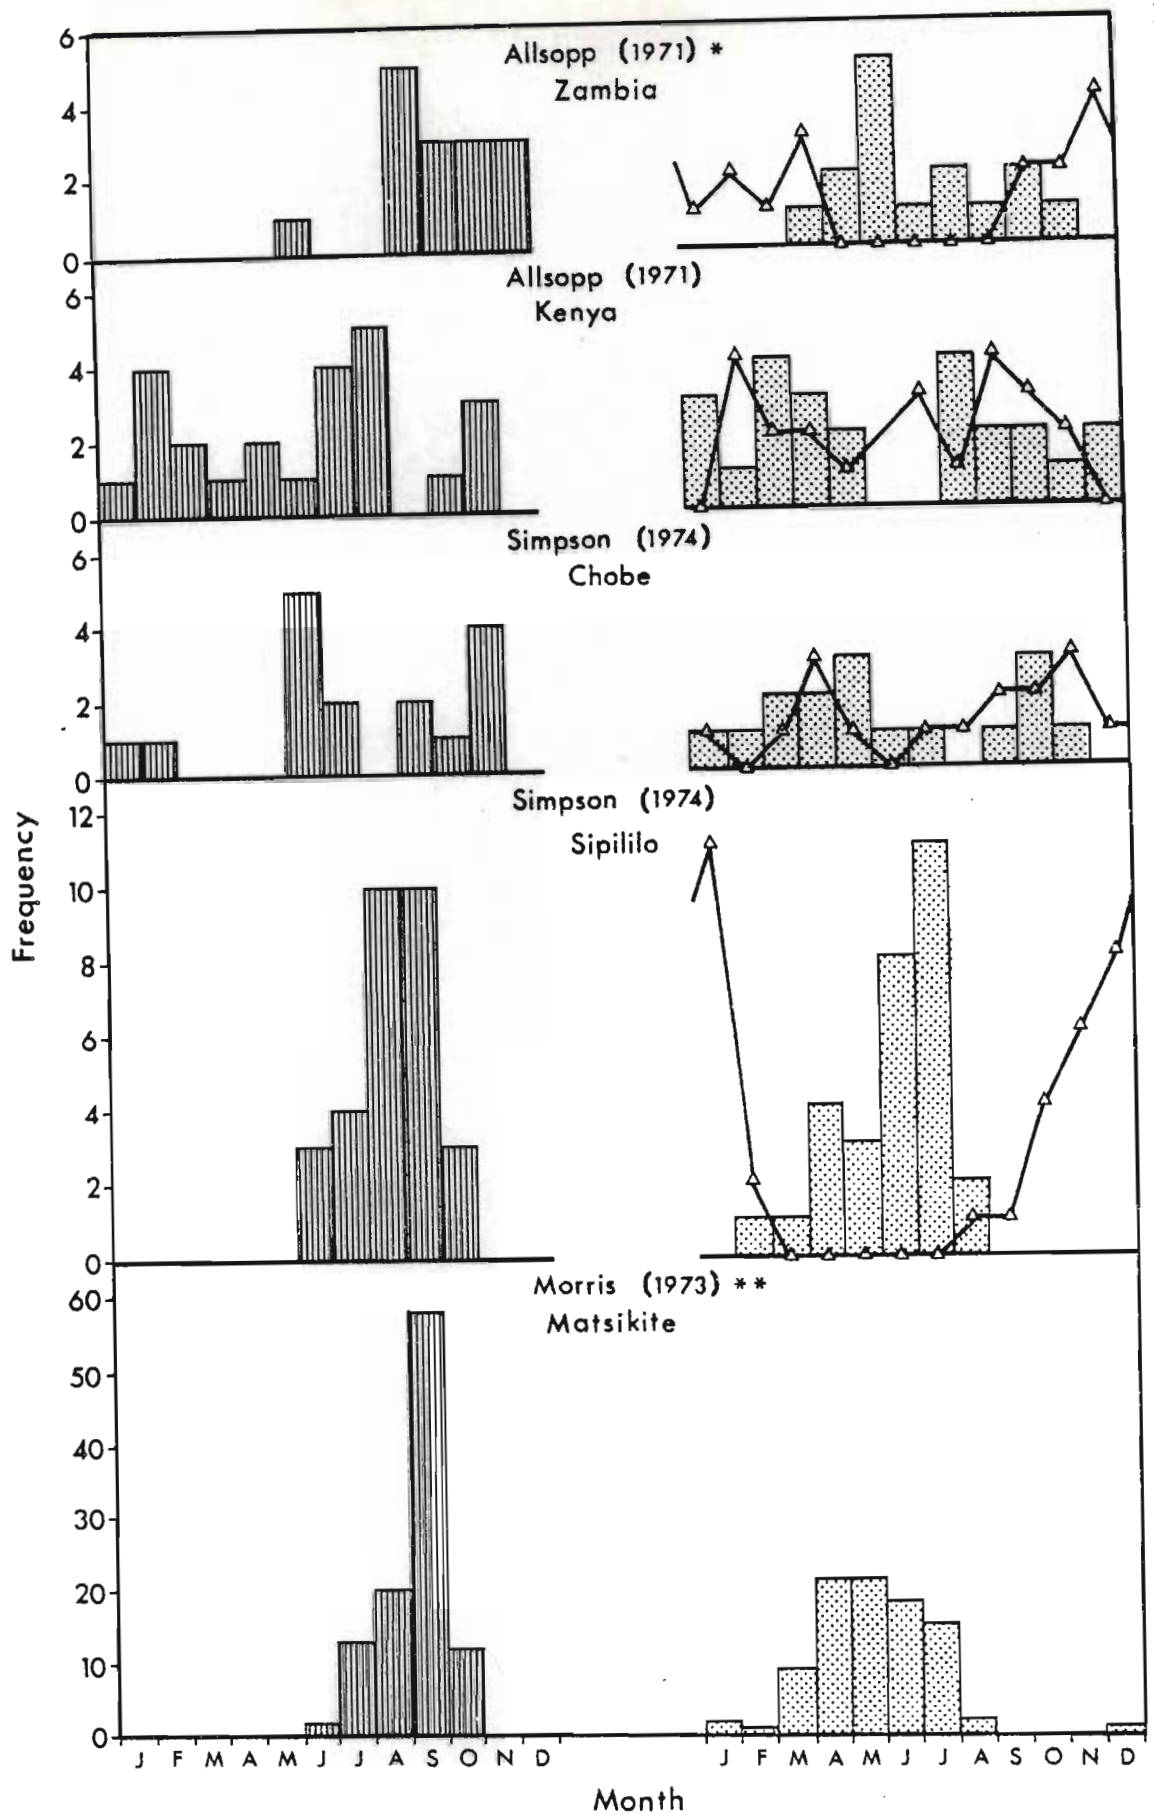 Allsopp (1971) *
Zambia
6
4
2
0
Allsopp (1971)
Kenya
6
4
2
0
Simpson (1974)
Chobe
6
4
2
0
Simpson (1974)
Sipililo
12
10
8
6
4
2
0
Frequency
Morris (1973) **
Matsikite
60
50
40
30
20
10
0
J F M A M J J A S O N D
J F M A M J J A S O N D
Month